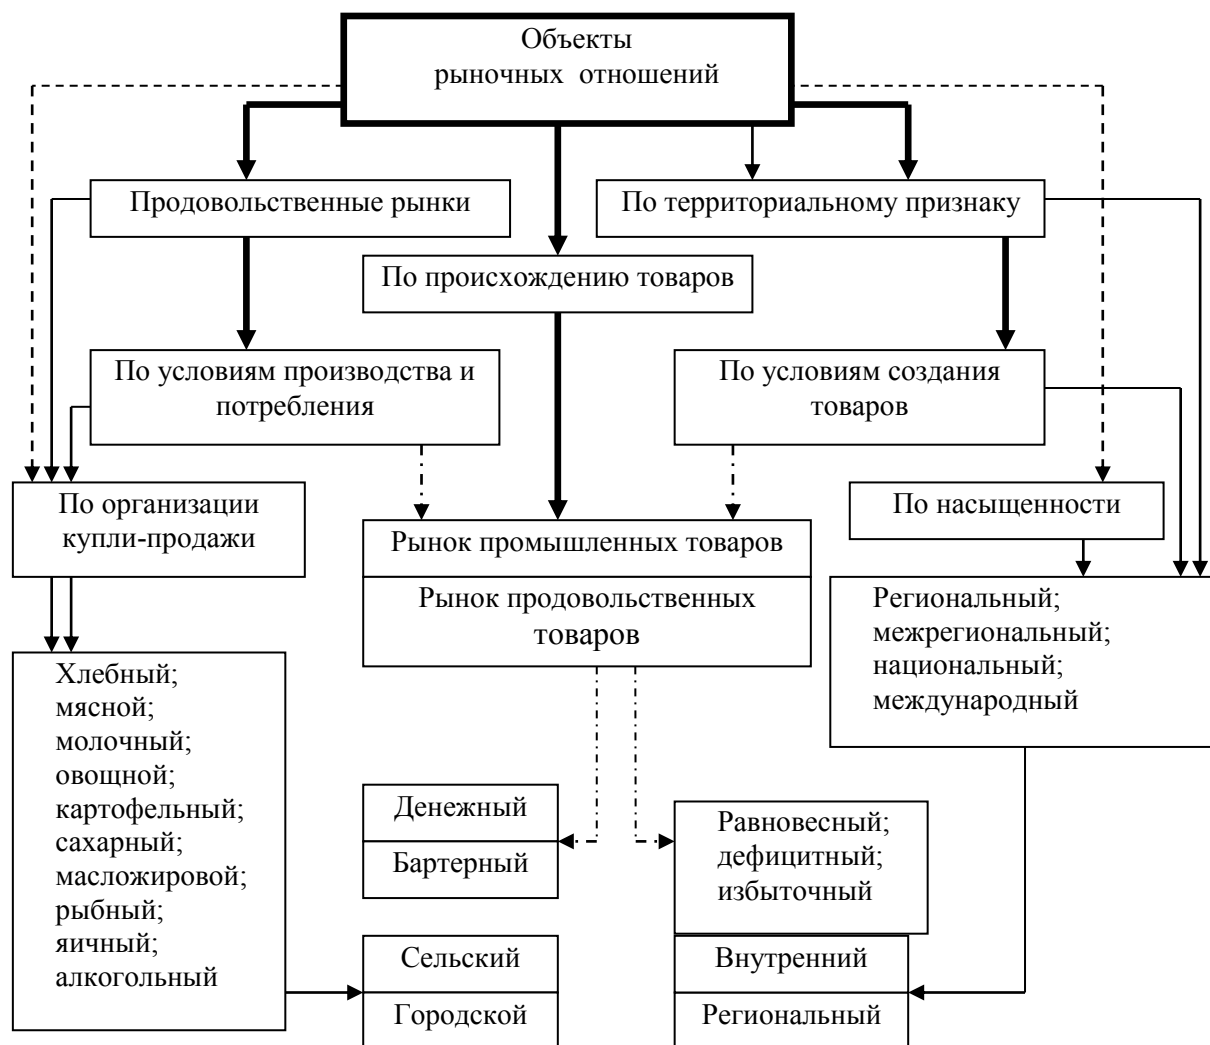 Объекты
рыночных отношений
Продовольственные рынки
По территориальному признаку
По происхождению товаров
По условиям производства и
потребления
По условиям создания
товаров
По организации
купли-продажи
По насыщенности
Рынок промышленных товаров
Рынок продовольственных
товаров
Региональный;
межрегиональный;
национальный;
международный
Хлебный;
мясной;
молочный;
овощной;
картофельный;
сахарный;
масложировой;
рыбный;
яичный;
алкогольный
Денежный
Бартерный
Равновесный;
дефицитный;
избыточный
Сельский
Городской
Внутренний
Региональный